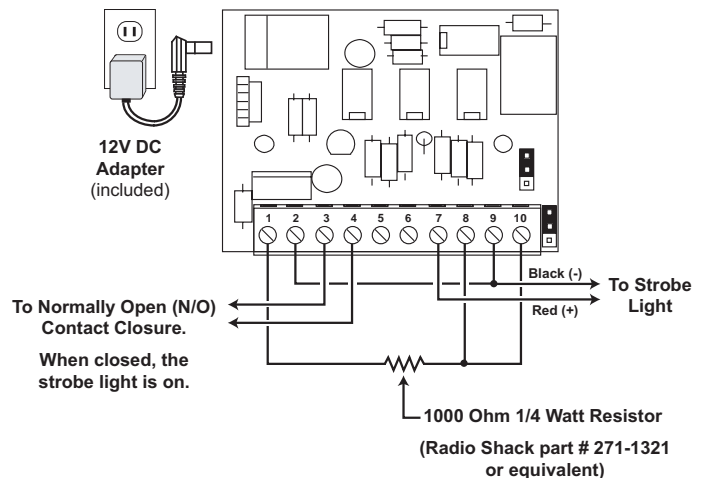 12V DC
Adapter
(included)
1 2 3 4 5 6 7 8 9 10
Black (-)
Red (+)
To Strobe
Light
To Normally Open (N/O)
Contact Closure.
When closed, the
strobe light is on.
1000 Ohm 1/4 Watt Resistor
(Radio Shack part # 271-1321
or equivalent)